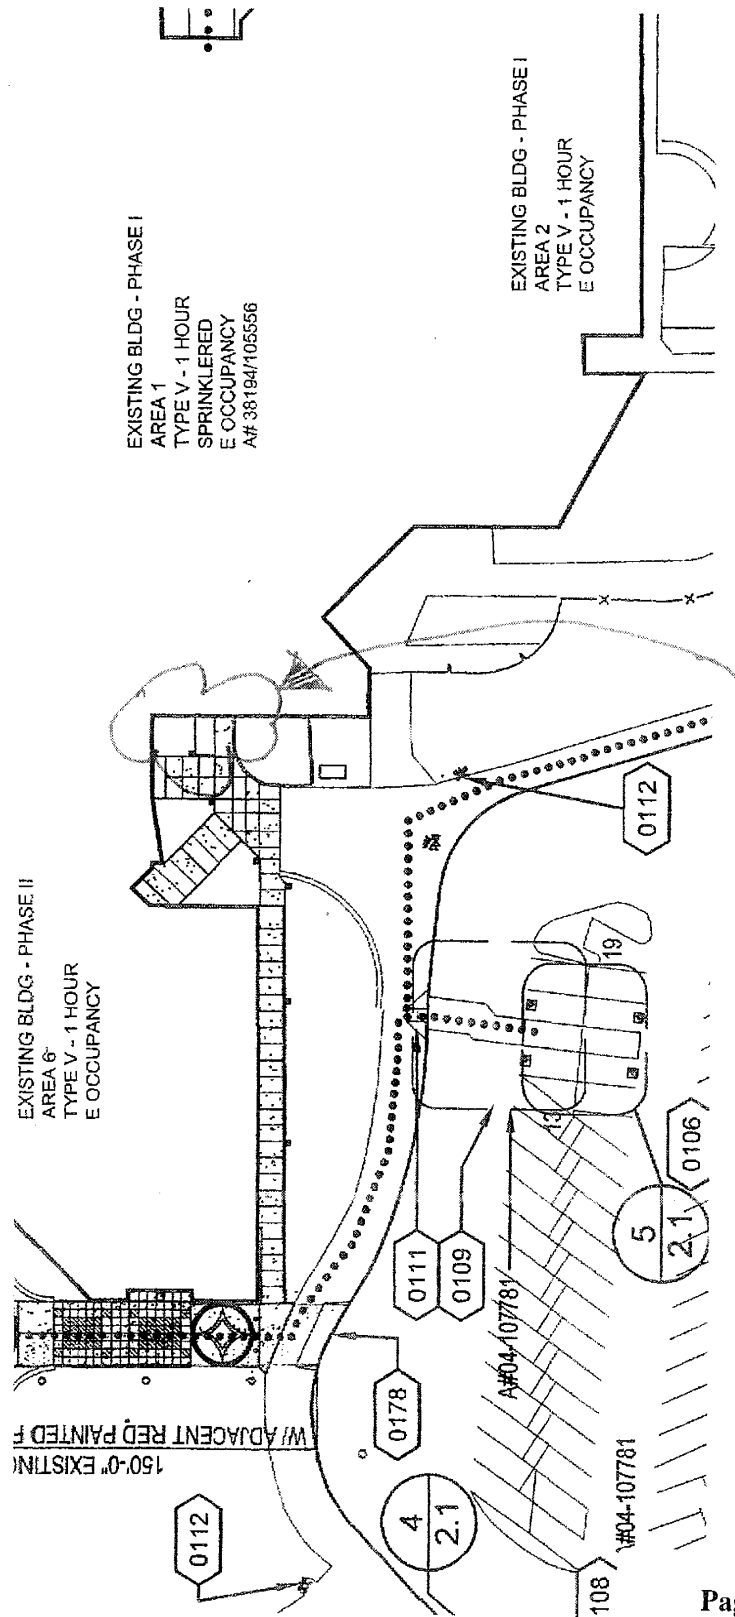 EXISTING BLDG - PHASE I
AREA 1
TYPE V - 1 HOUR
SPRINKLERED
E OCCUPANCY
A# 38194/105556
EXISTING BLDG - PHASE I
AREA 2
TYPE V - 1 HOUR
E OCCUPANCY
EXISTING BLDG - PHASE II
AREA 6
TYPE V - 1 HOUR
E OCCUPANCY
0112
19
13
0106
5
2.1
0111
0109
A#04-107781
0178
150'-0" EXISTING
W/ ADJACENT RED PAINTED F
4
2.1
0112
#04-107781
108
Pag